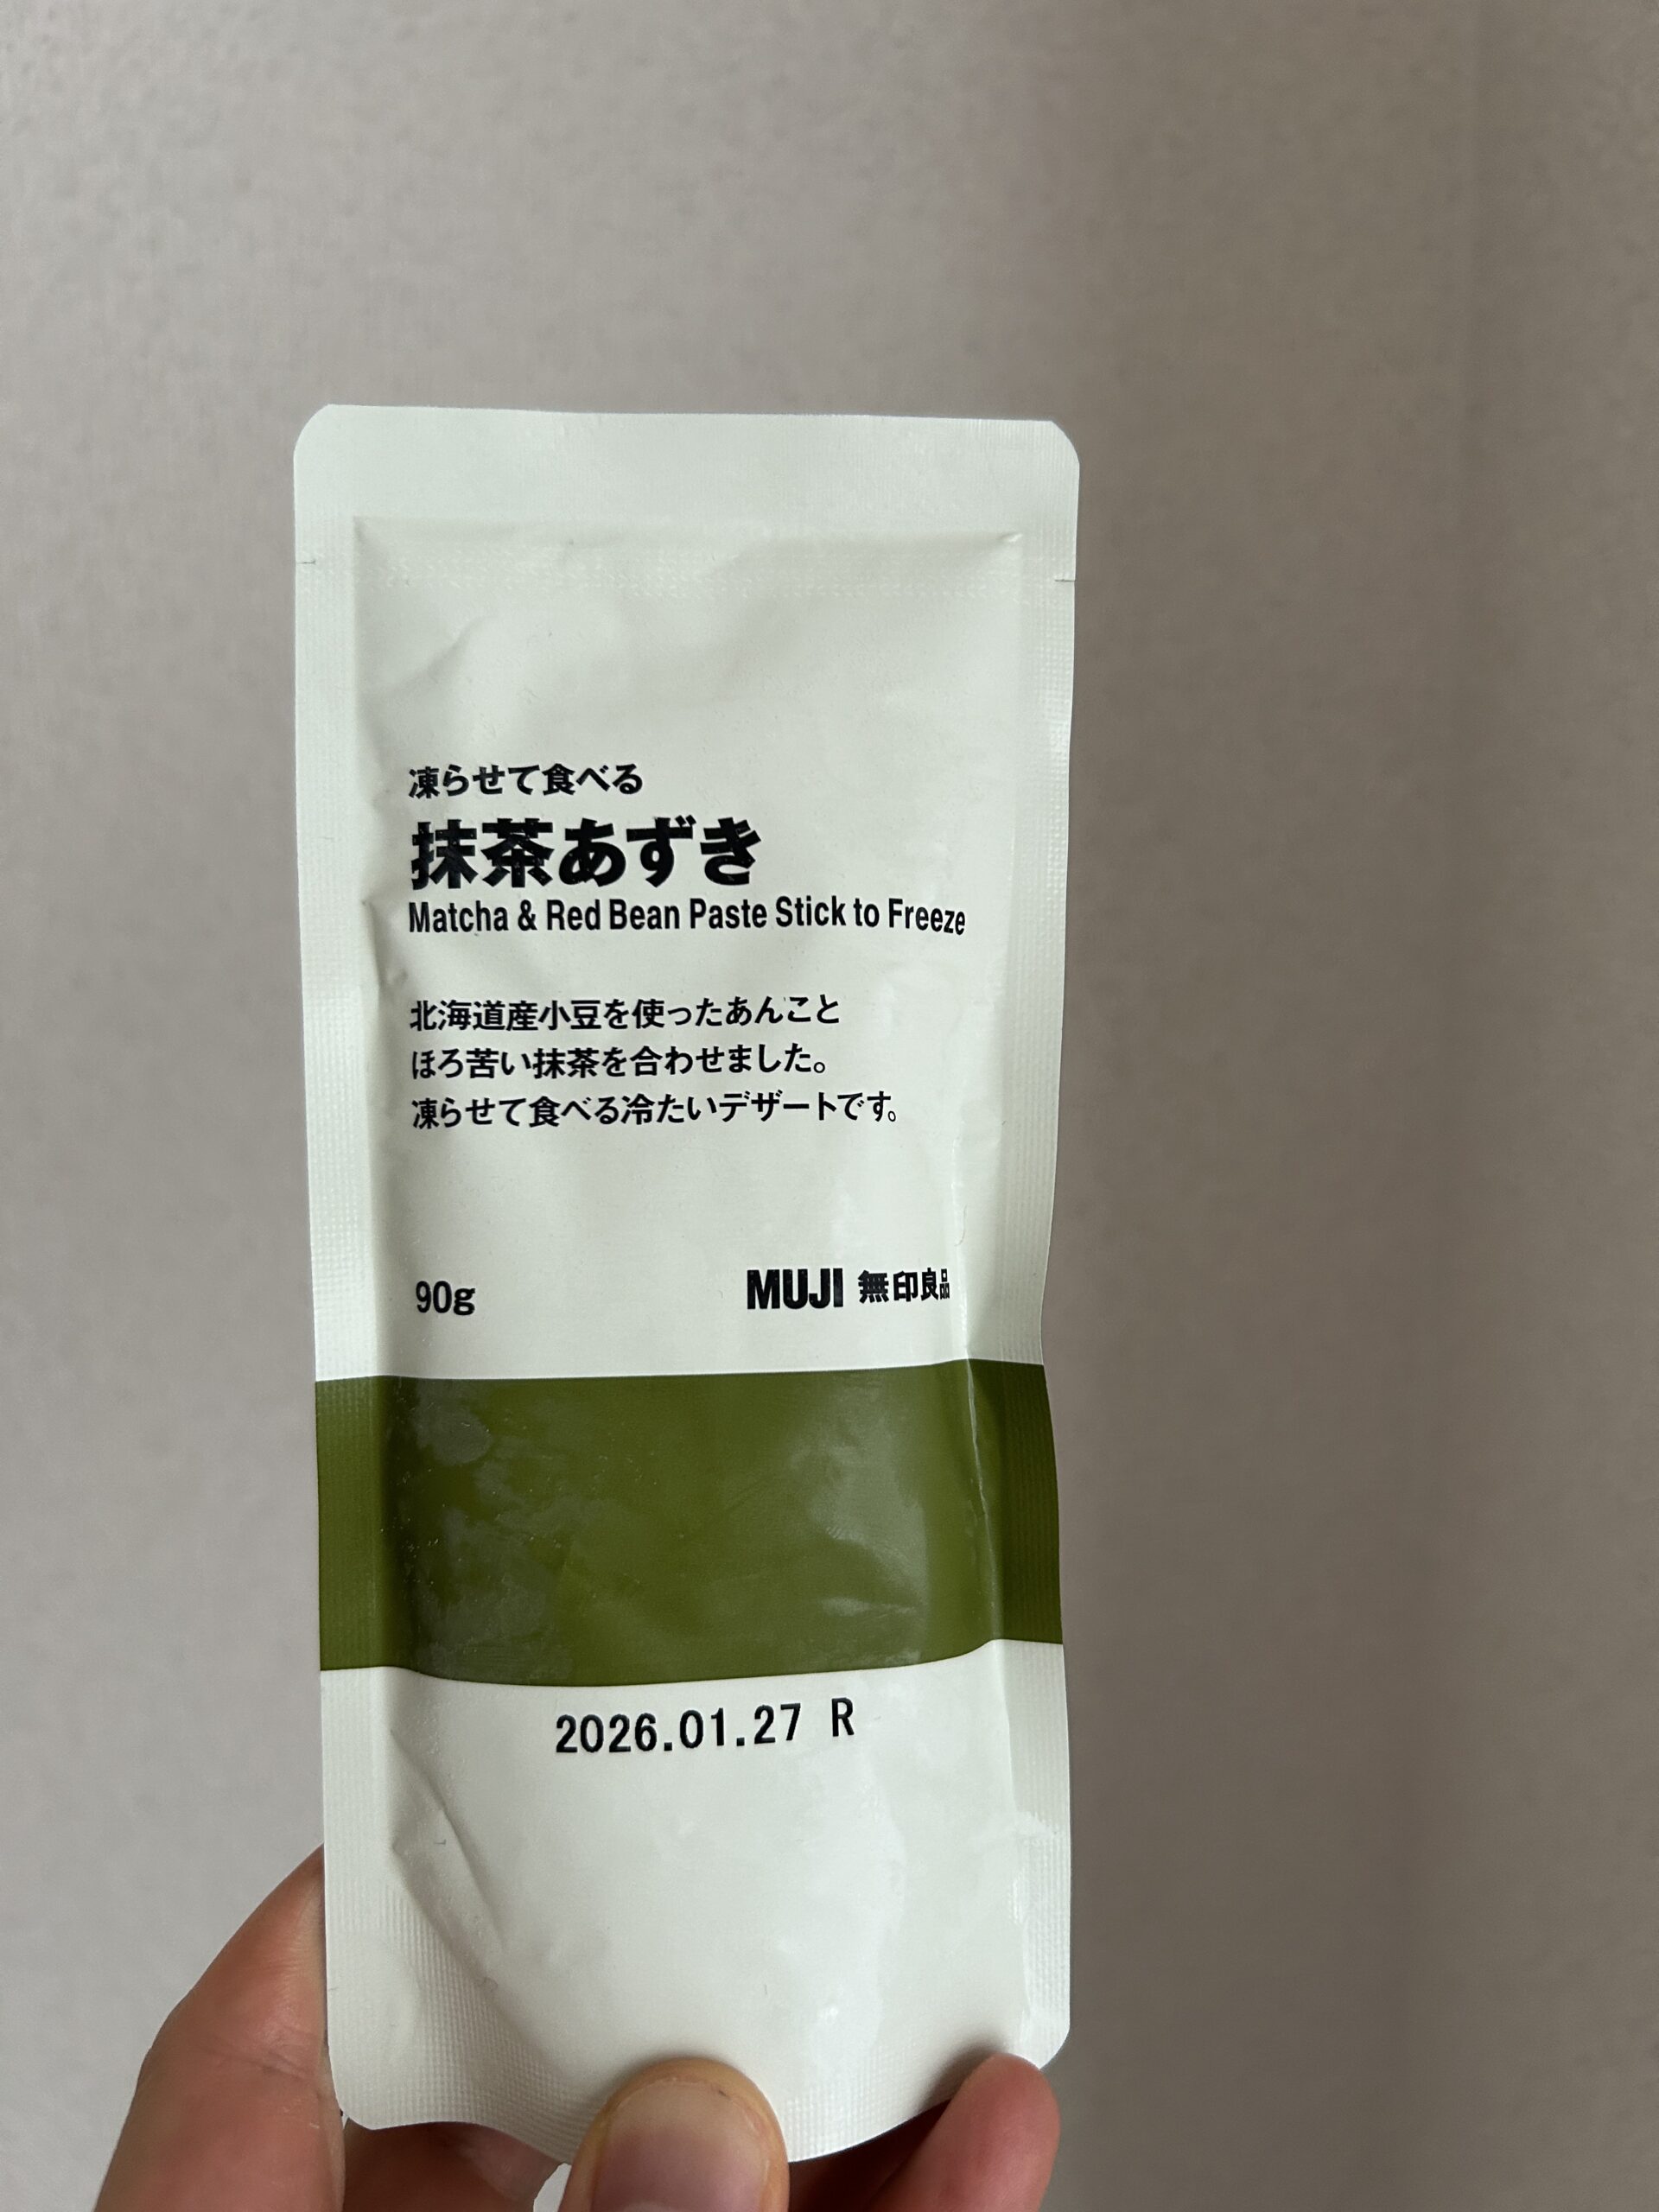 凍らせて食べる
抹茶あずき
Matcha & Red Bean Paste Stick to Freeze
北海道産小豆を使ったあんこと
ほろ苦い抹茶を合わせました。
凍らせて食べる冷たいデザートです。
90g
MUJI 無印良品
2026.01.27 R